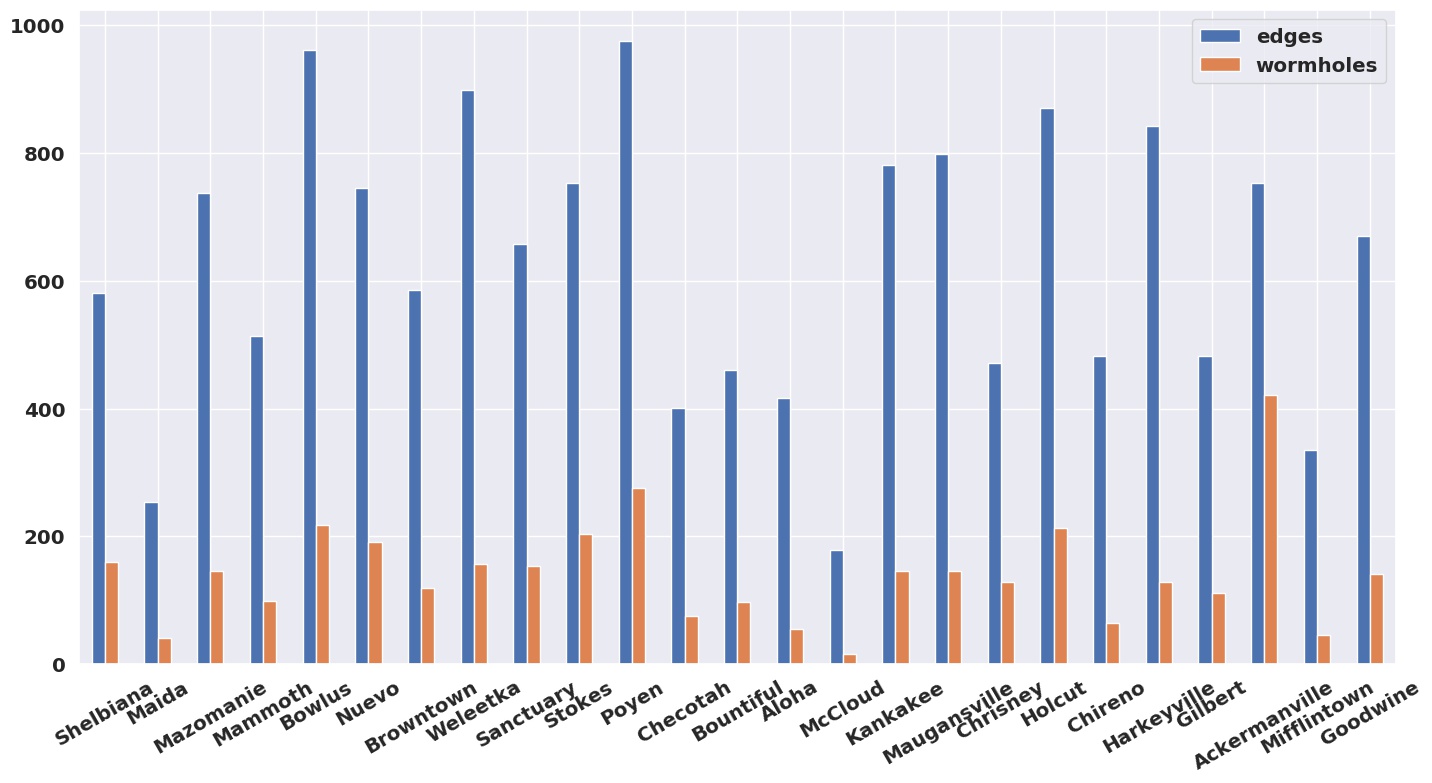 1000
800
600
400
200
0
edges
wormholes
Shelbiana
Maida
Mazomanie
Mammoth
Bowlus
Nuevo
Browntown
Weleetka
Sanctuary
Stokes
Poyen
Checotah
Bountiful
Aloha
McCloud
Kankakee
Maugansville
Chrisney
Holcut
Chireno
Harkeyville
Gilbert
Ackermanville
Mifflintown
Goodwine